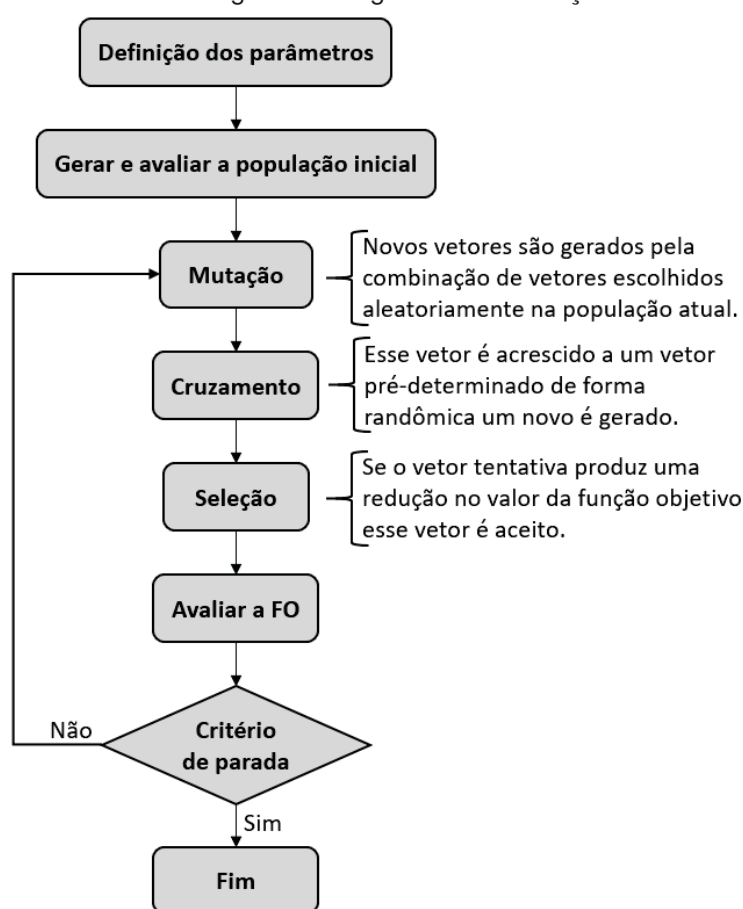 Definição dos parâmetros
Gerar e avaliar a população inicial
Mutação
Novos vetores são gerados pela
combinação de vetores escolhidos
aleatoriamente na população atual.
Cruzamento
Esse vetor é acrescido a um vetor
pré-determinado de forma
randômica um novo é gerado.
Seleção
Se o vetor tentativa produz uma
redução no valor da função objetivo
esse vetor é aceito.
Avaliar a FO
Critério
de parada
Não
Sim
Fim